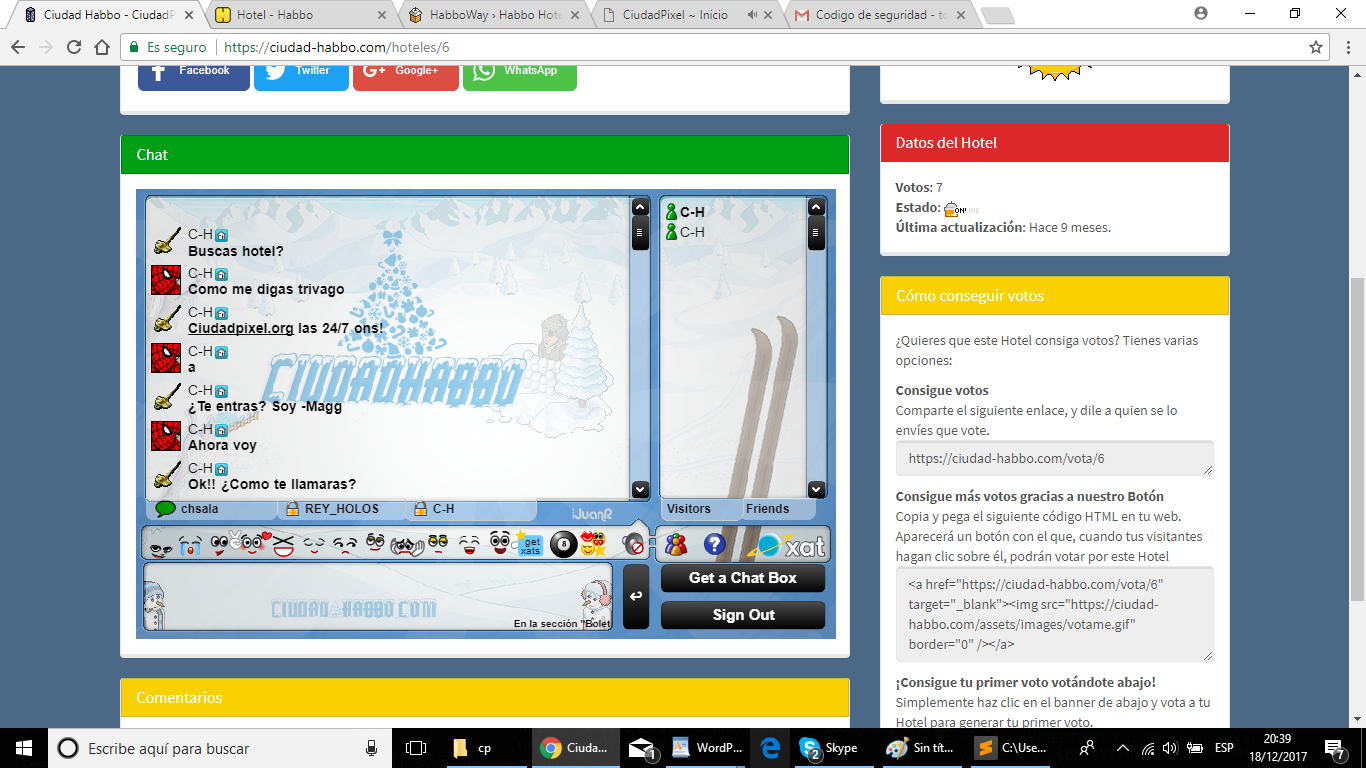 Ciudad Habbo - CiudadP
Hotel - Habbo
HabboWay › Habbo Hote
CiudadPixel ~ Inicio
Codigo de seguridad - to
Es seguro
https://ciudad-habbo.com/hoteles/6
Facebook
Twitter
Google+
WhatsApp
Chat
C-H
Buscas hotel?
C-H
Como me digas trivago
C-H
Ciudadpixel.org las 24/7 ons!
C-H
a
C-H
¿Te entras? Soy -Magg
C-H
Ahora voy
C-H
Ok!! ¿Como te llamaras?
CIUDADHABBO
C-H
C-H
chsala
REY_HOLOS
C-H
iJuanR
Visitors
Friends
get
xats
8
xat
CIUDAD HABBO.COM
En la sección "Bolet
Get a Chat Box
Sign Out
Comentarios
Datos del Hotel
Votos: 7
Estado: ONLINE
Última actualización: Hace 9 meses.
Cómo conseguir votos
¿Quieres que este Hotel consiga votos? Tienes varias
opciones:
Consigue votos
Comparte el siguiente enlace, y dile a quien se lo
envíes que vote.
https://ciudad-habbo.com/vota/6
Consigue más votos gracias a nuestro Botón
Copia y pega el siguiente código HTML en tu web.
Aparecerá un botón con el que, cuando tus visitantes
hagan clic sobre él, podrán votar por este Hotel
<a href="https://ciudad-habbo.com/vota/6"
target="_blank"><img src="https://ciudad-
habbo.com/assets/images/votame.gif"
border="0" /></a>
¡Consigue tu primer voto votándote abajo!
Simplemente haz clic en el banner de abajo y vota a tu
Hotel para generar tu primer voto.
Escribe aquí para buscar
cp
Ciuda...
1
WordP...
2
Skype
Sin tít...
C:\Use...
ESP
20:39
18/12/2017
7